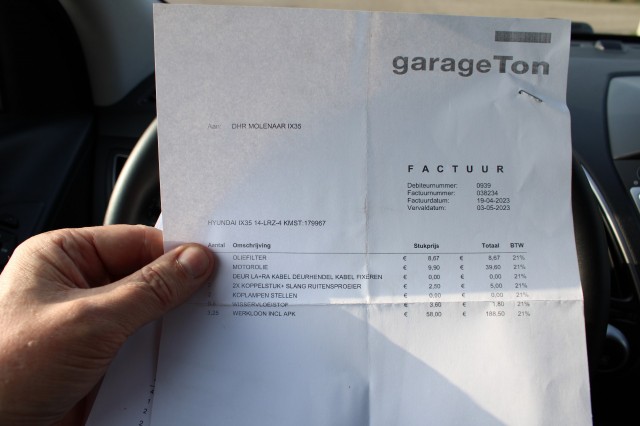 garageTon
Aan: DHR MOLENAAR IX35
FACTUUR
Debiteurnummer: 0939
Factuurnummer: 038234
Factuurdatum: 19-04-2023
Vervaldatum: 03-05-2023
HYUNDAI IX35 14-LRZ-4 KMST:179967
Aantal Omschrijving Stukprijs Totaal BTW
OLIEFILTER € 8,67 € 8,67 21%
MOTOROLIE € 9,90 € 39,60 21%
DEUR LA+RA KABEL DEURHENDEL KABEL FIXEREN € 0,00 € 0,00 21%
2X KOPPELSTUK+ SLANG RUITENSPROEIER € 2,50 € 5,00 21%
KOPLAMPEN STELLEN € 0,00 € 0,00 21%
WISSERVLOEISTOF € 3,60 € 1,80 21%
3,25 WERKLOON INCL APK € 58,00 € 188,50 21%